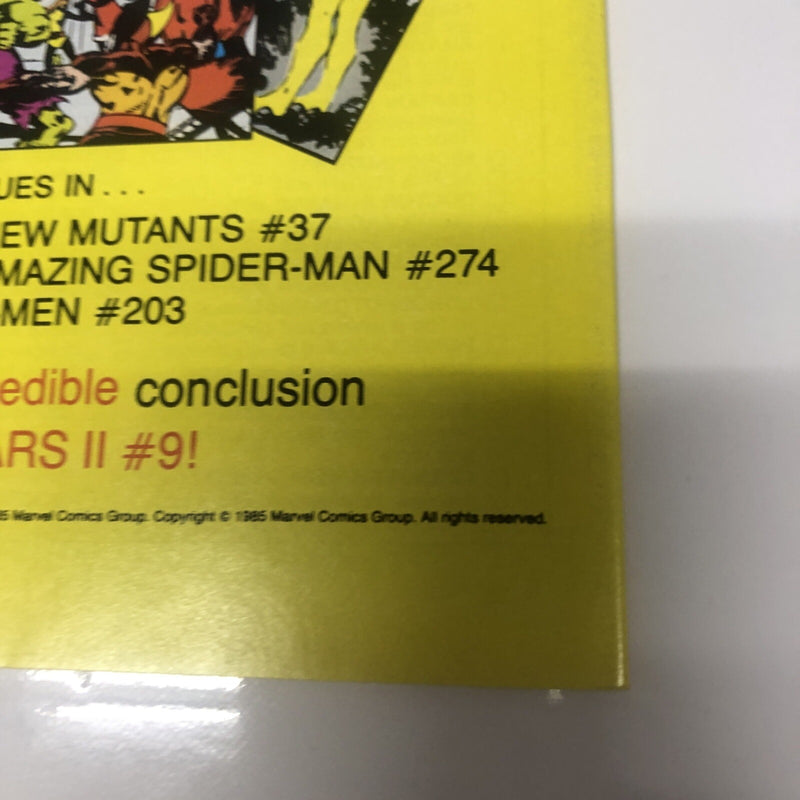 UES IN...
EW MUTANTS #37
MAZING SPIDER-MAN #274
-MEN #203
edible conclusion
ARS II #9!
85 Marvel Comics Group. Copyright © 1985 Marvel Comics Group. All rights reserved.